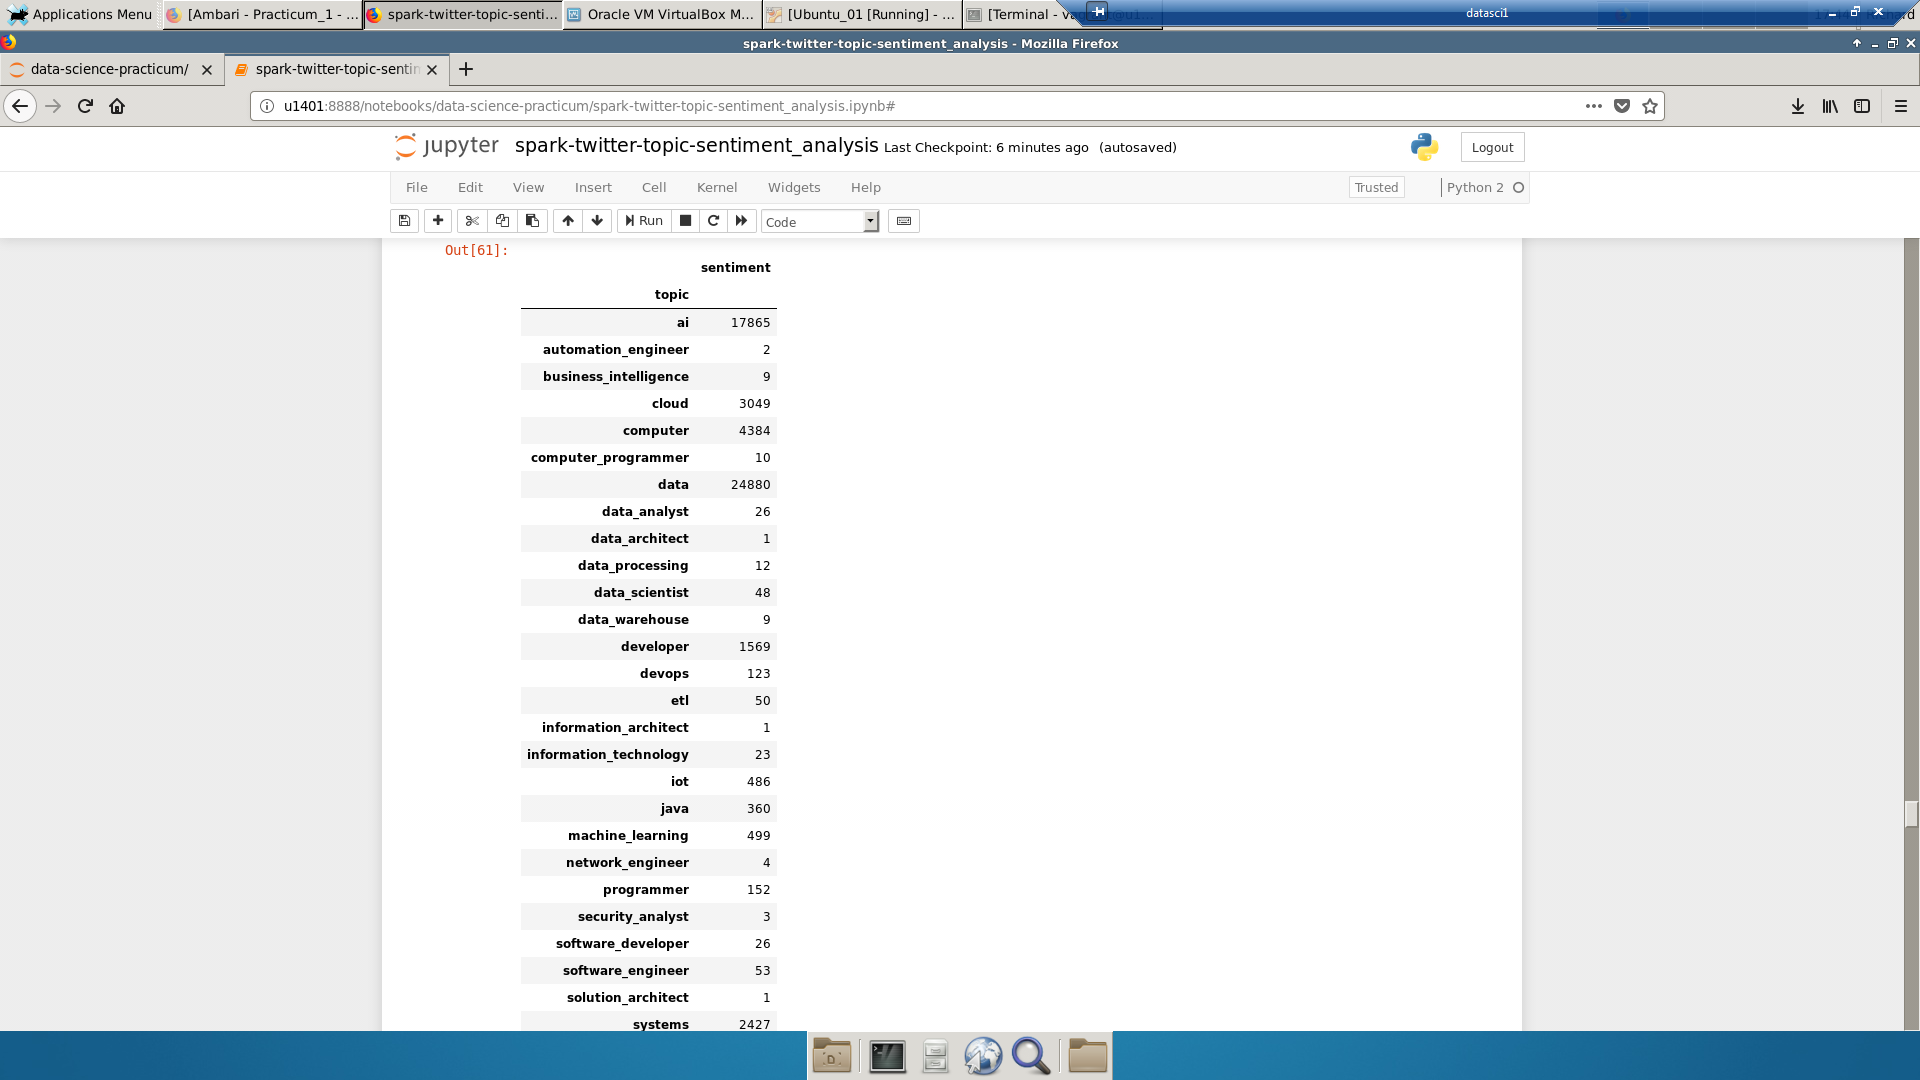 Applications Menu [Ambari - Practicum_1 - ... spark-twitter-topic-senti... Oracle VM VirtualBox M... [Ubuntu_01 [Running] - ... [Terminal - datasci1
spark-twitter-topic-sentiment_analysis - Mozilla Firefox
data-science-practicum/ spark-twitter-topic-sentin
u1401:8888/notebooks/data-science-practicum/spark-twitter-topic-sentiment_analysis.ipynb#
jupyter spark-twitter-topic-sentiment_analysis Last Checkpoint: 6 minutes ago (autosaved) Logout
File Edit View Insert Cell Kernel Widgets Help Trusted Python 2
Run Code
Out[61]:
sentiment
topic
ai 17865
automation_engineer 2
business_intelligence 9
cloud 3049
computer 4384
computer_programmer 10
data 24880
data_analyst 26
data_architect 1
data_processing 12
data_scientist 48
data_warehouse 9
developer 1569
devops 123
etl 50
information_architect 1
information_technology 23
iot 486
java 360
machine_learning 499
network_engineer 4
programmer 152
security_analyst 3
software_developer 26
software_engineer 53
solution_architect 1
systems 2427